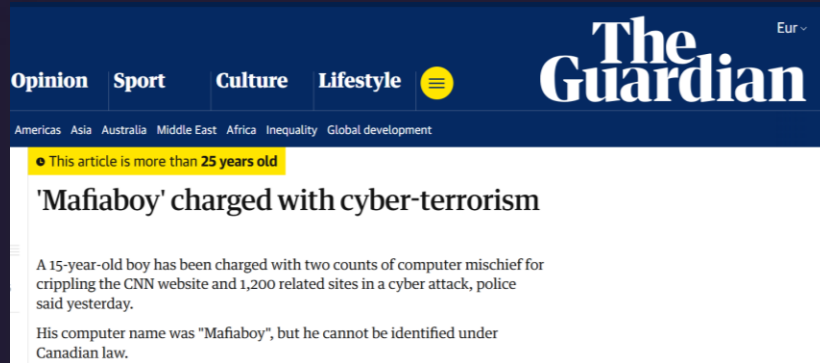 The
Guardian
Eur
Opinion Sport Culture Lifestyle
Americas Asia Australia Middle East Africa Inequality Global development
This article is more than 25 years old
'Mafiaboy' charged with cyber-terrorism
A 15-year-old boy has been charged with two counts of computer mischief for
crippling the CNN website and 1,200 related sites in a cyber attack, police
said yesterday.
His computer name was "Mafiaboy", but he cannot be identified under
Canadian law.